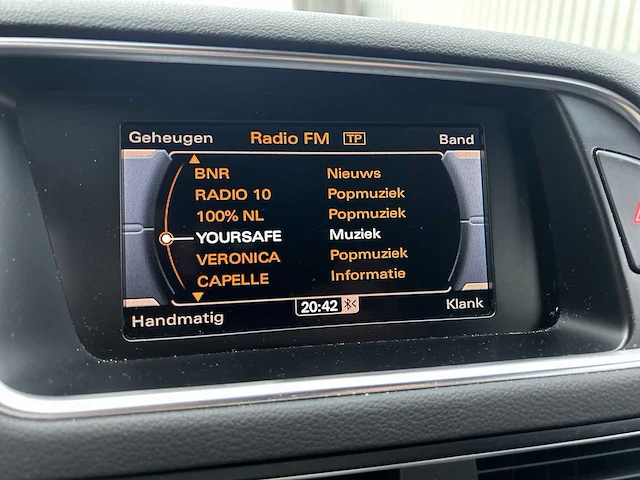 Geheugen Radio FM TP Band
BNR Nieuws
RADIO 10 Popmuziek
100% NL Popmuziek
YOURSAFE Muziek
VERONICA Popmuziek
CAPELLE Informatie
Handmatig 20:42 Klank